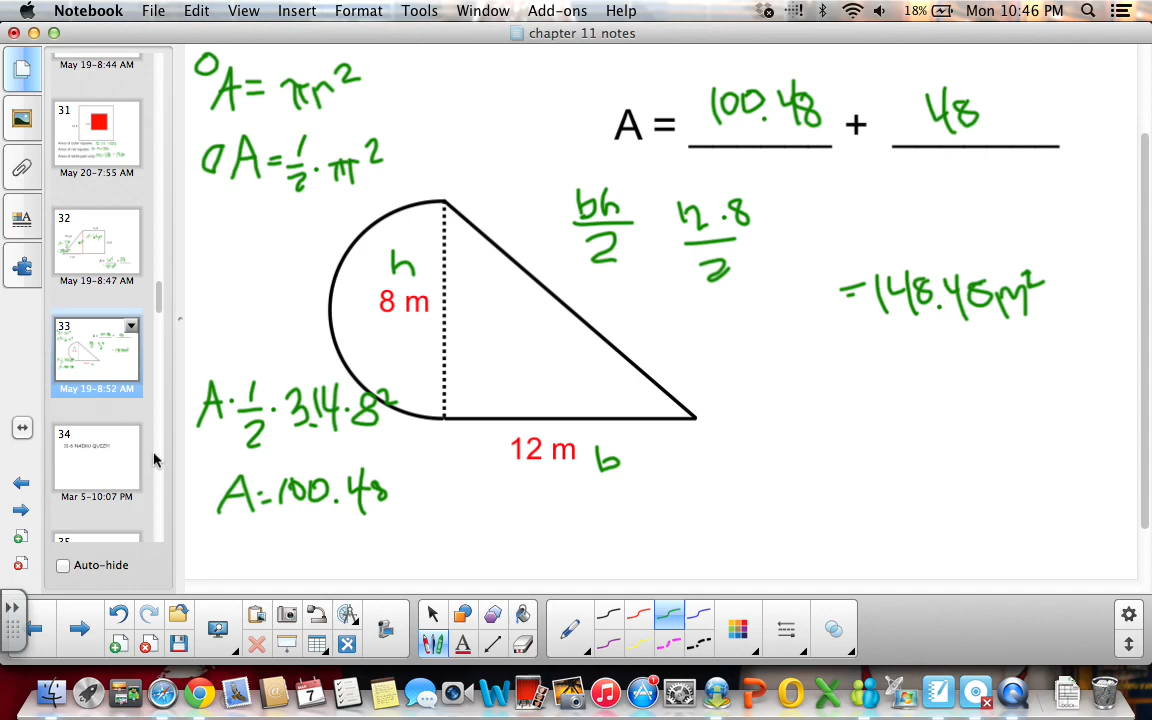 Notebook File Edit View Insert Format Tools Window Add-ons Help 18% Mon 10:46 PM
chapter 11 notes
May 19-8:44 AM
31
May 20-7:55 AM
32
May 19-8:47 AM
33
May 19-8:52 AM
34
Mar 5-10:07 PM
35
Auto-hide
A = πr²
A = 1/2 · πr²
A = 100.48 + 48
bh/2 12·8/2
= 148.48m²
h
8 m
A · 1/2 · 3.14 · 8²
12 m b
A = 100.48